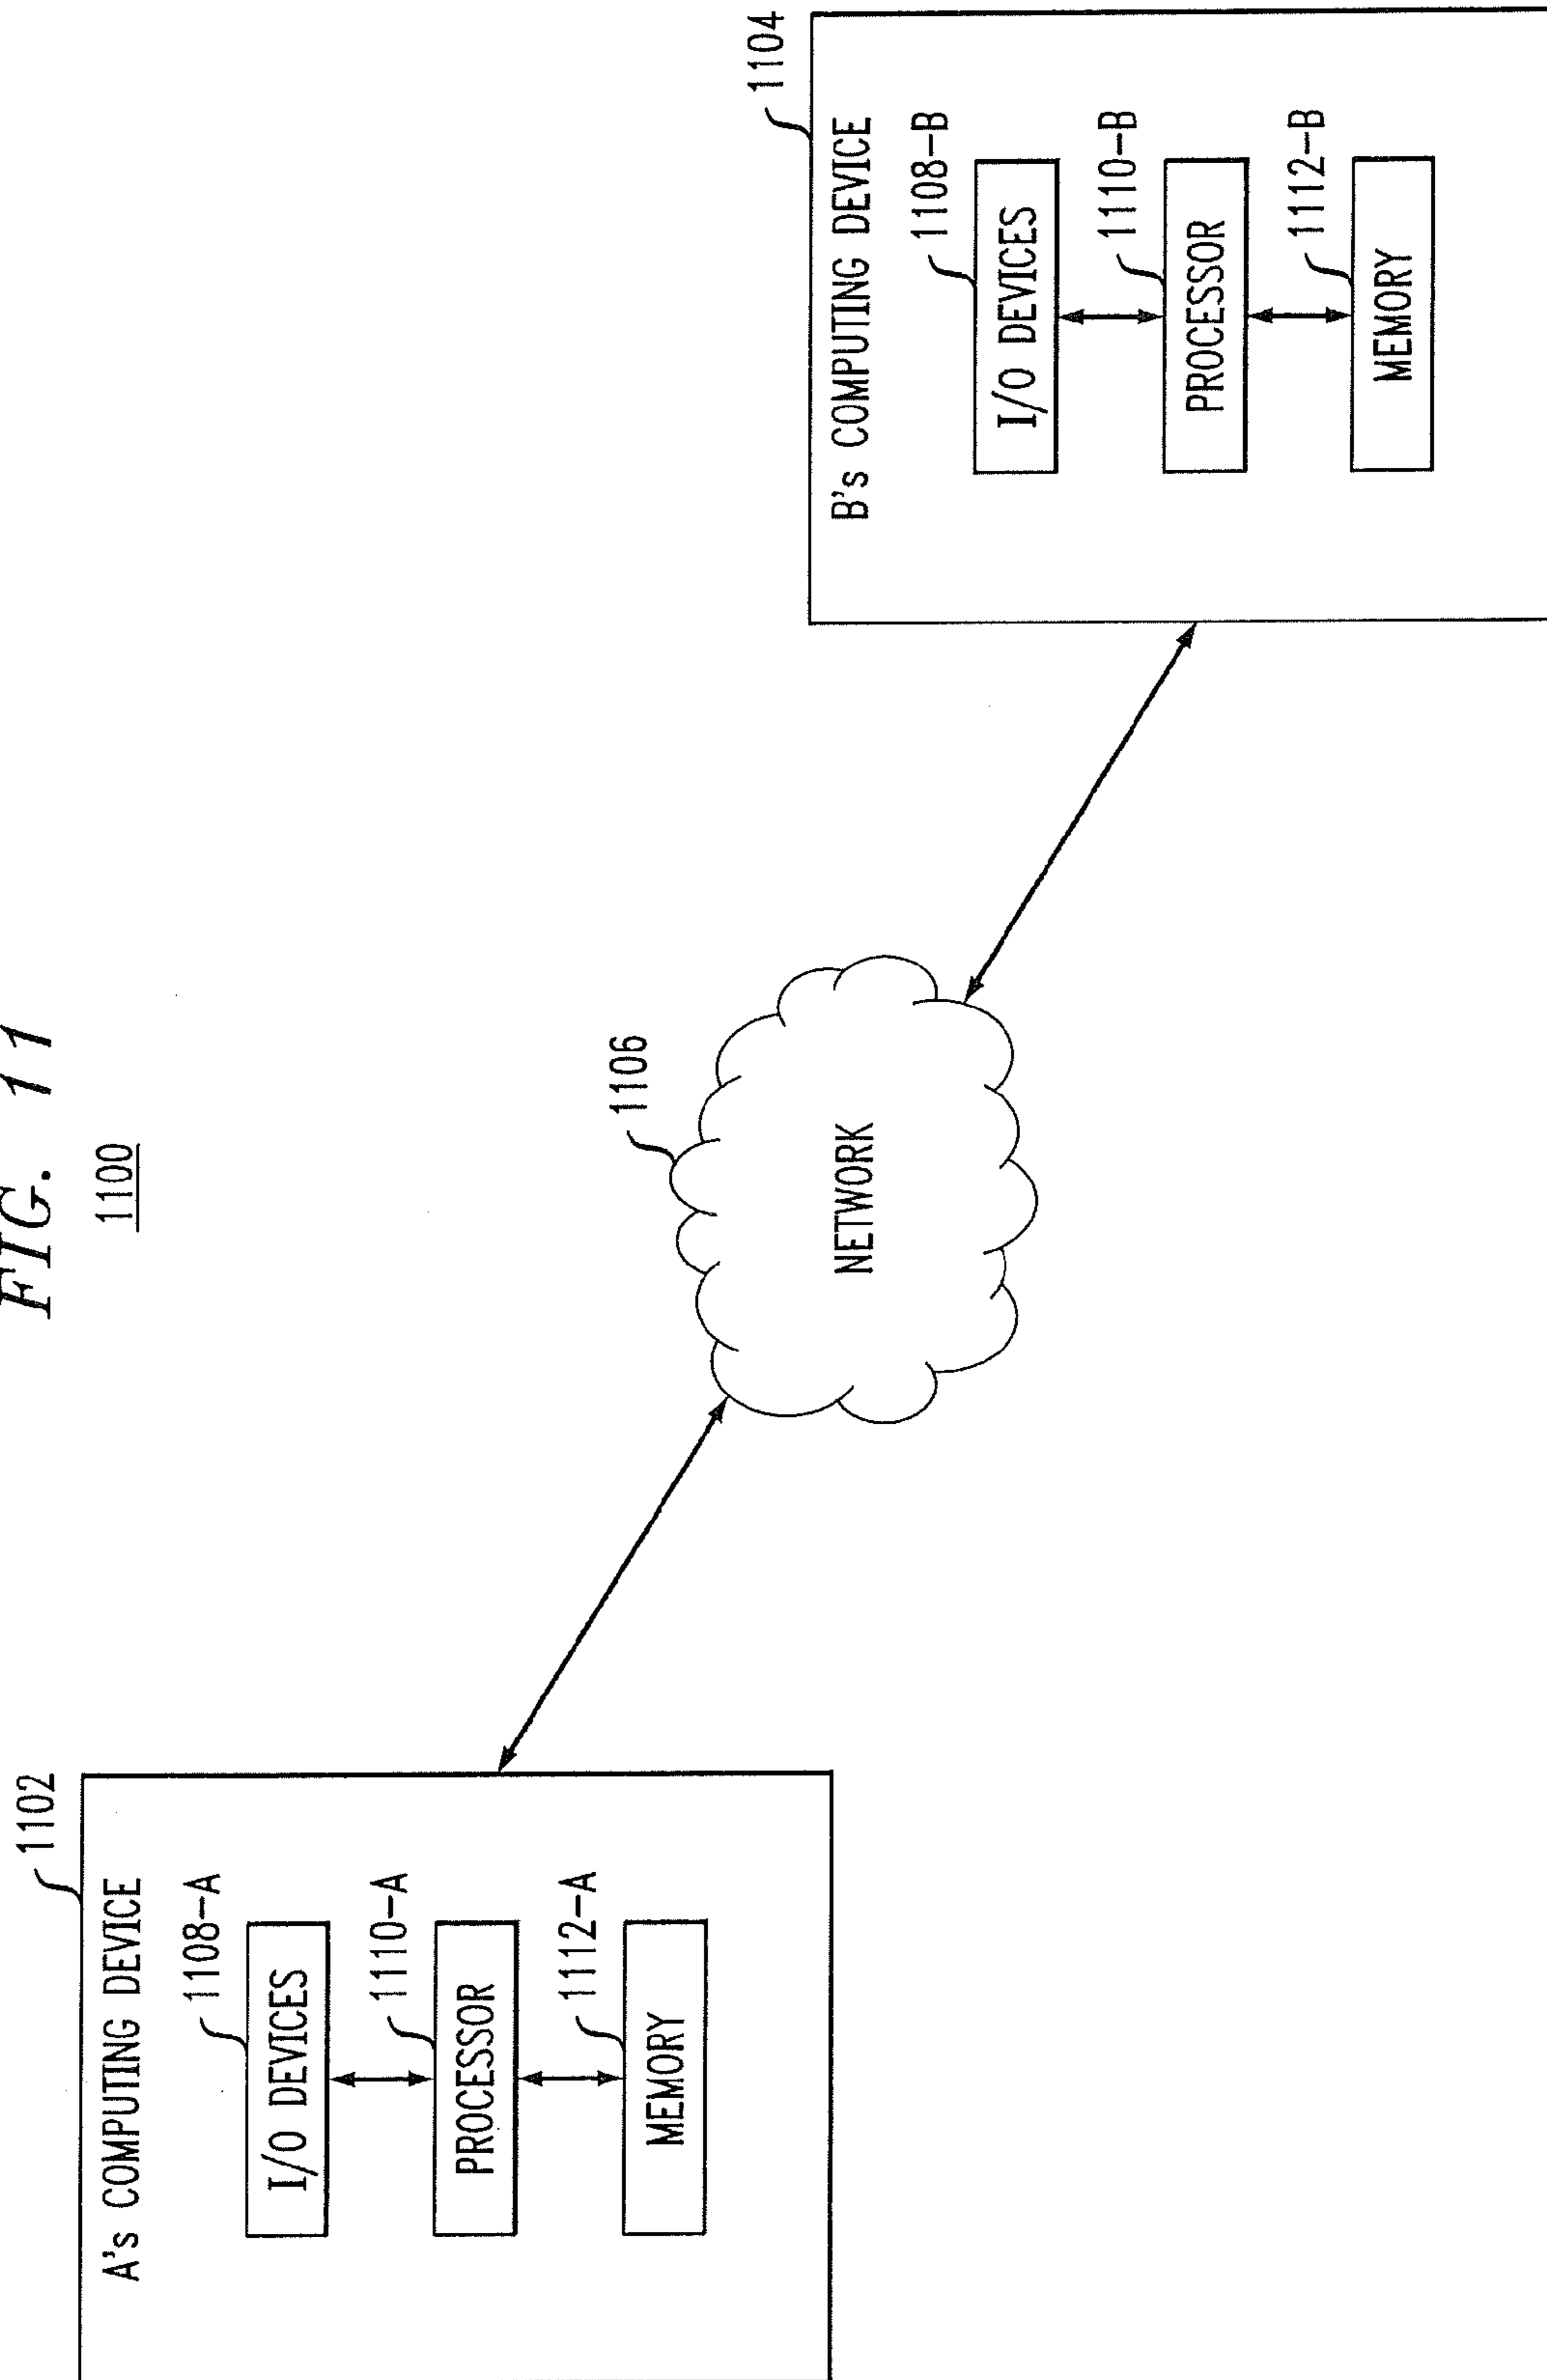 FIG. 11
1100
1102
A's COMPUTING DEVICE
1108-A
I/O DEVICES
1110-A
PROCESSOR
1112-A
MEMORY
1106
NETWORK
1104
B's COMPUTING DEVICE
1108-B
I/O DEVICES
1110-B
PROCESSOR
1112-B
MEMORY